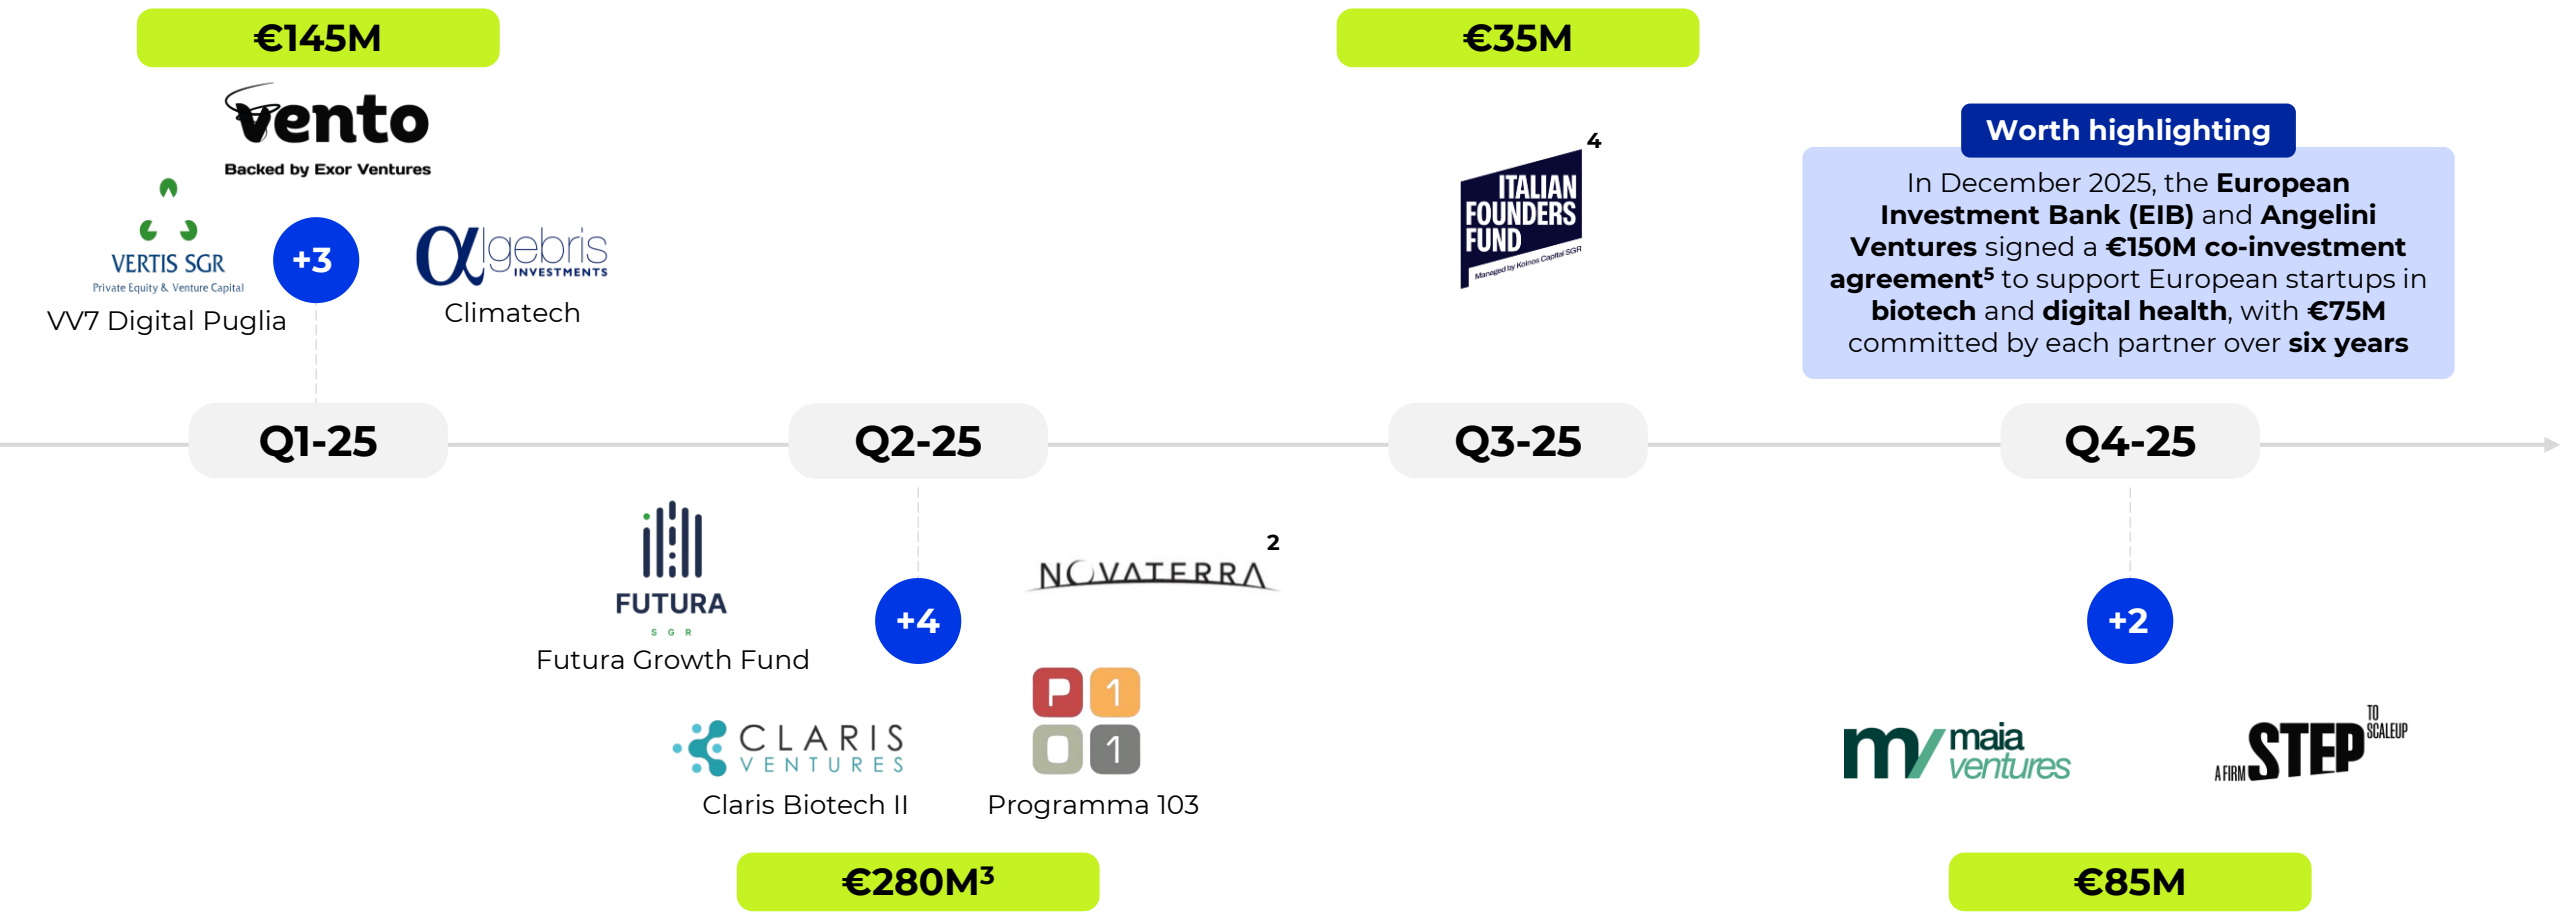 €145M
vento
Backed by Exor Ventures
VERTIS SGR
Private Equity & Venture Capital
VV7 Digital Puglia
+3
αlgebris
INVESTMENTS
Climatech
€35M
4
ITALIAN
FOUNDERS
FUND
Managed by Koinos Capital SGR
Worth highlighting
In December 2025, the European
Investment Bank (EIB) and Angelini
Ventures signed a €150M co-investment
agreement⁵ to support European startups in
biotech and digital health, with €75M
committed by each partner over six years
Q1-25
Q2-25
Q3-25
Q4-25
FUTURA
SGR
Futura Growth Fund
+4
2
NOVATERRA
CLARIS
VENTURES
Claris Biotech II
P1
01
Programma 103
€280M³
+2
my maia
ventures
A FIRM STEP TO
SCALEUP
€85M